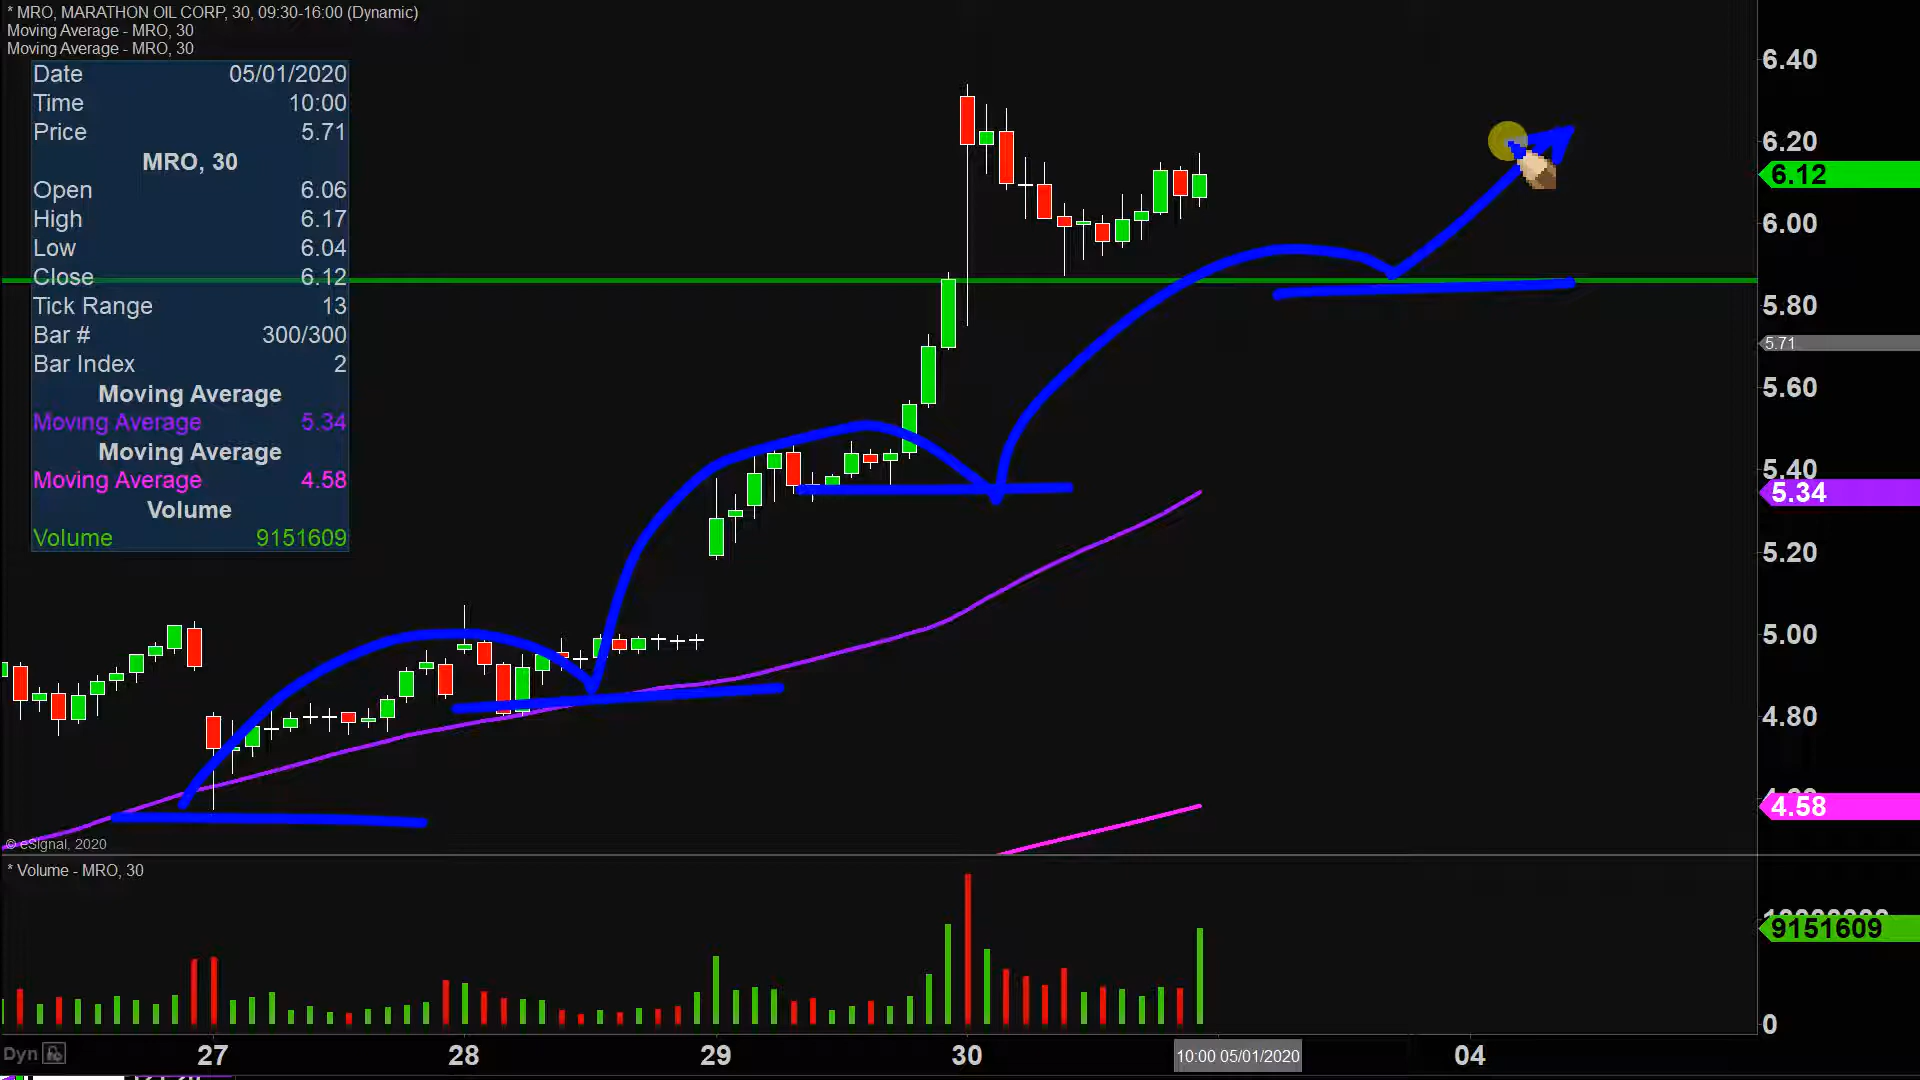 * MRO, MARATHON OIL CORP, 30, 09:30-16:00 (Dynamic)
Moving Average - MRO, 30
Moving Average - MRO, 30
Date 05/01/2020
Time 10:00
Price 5.71
MRO, 30
Open 6.06
High 6.17
Low 6.04
Close 6.12
Tick Range 13
Bar # 300/300
Bar Index 2
Moving Average
Moving Average 5.34
Moving Average
Moving Average 4.58
Volume
Volume 9151609
6.40
6.20
6.12
6.00
5.80
5.71
5.60
5.40
5.34
5.20
5.00
4.80
4.58
© eSignal, 2020
* Volume - MRO, 30
9151609
0
Dyn
27
28
29
30
10:00 05/01/2020
04